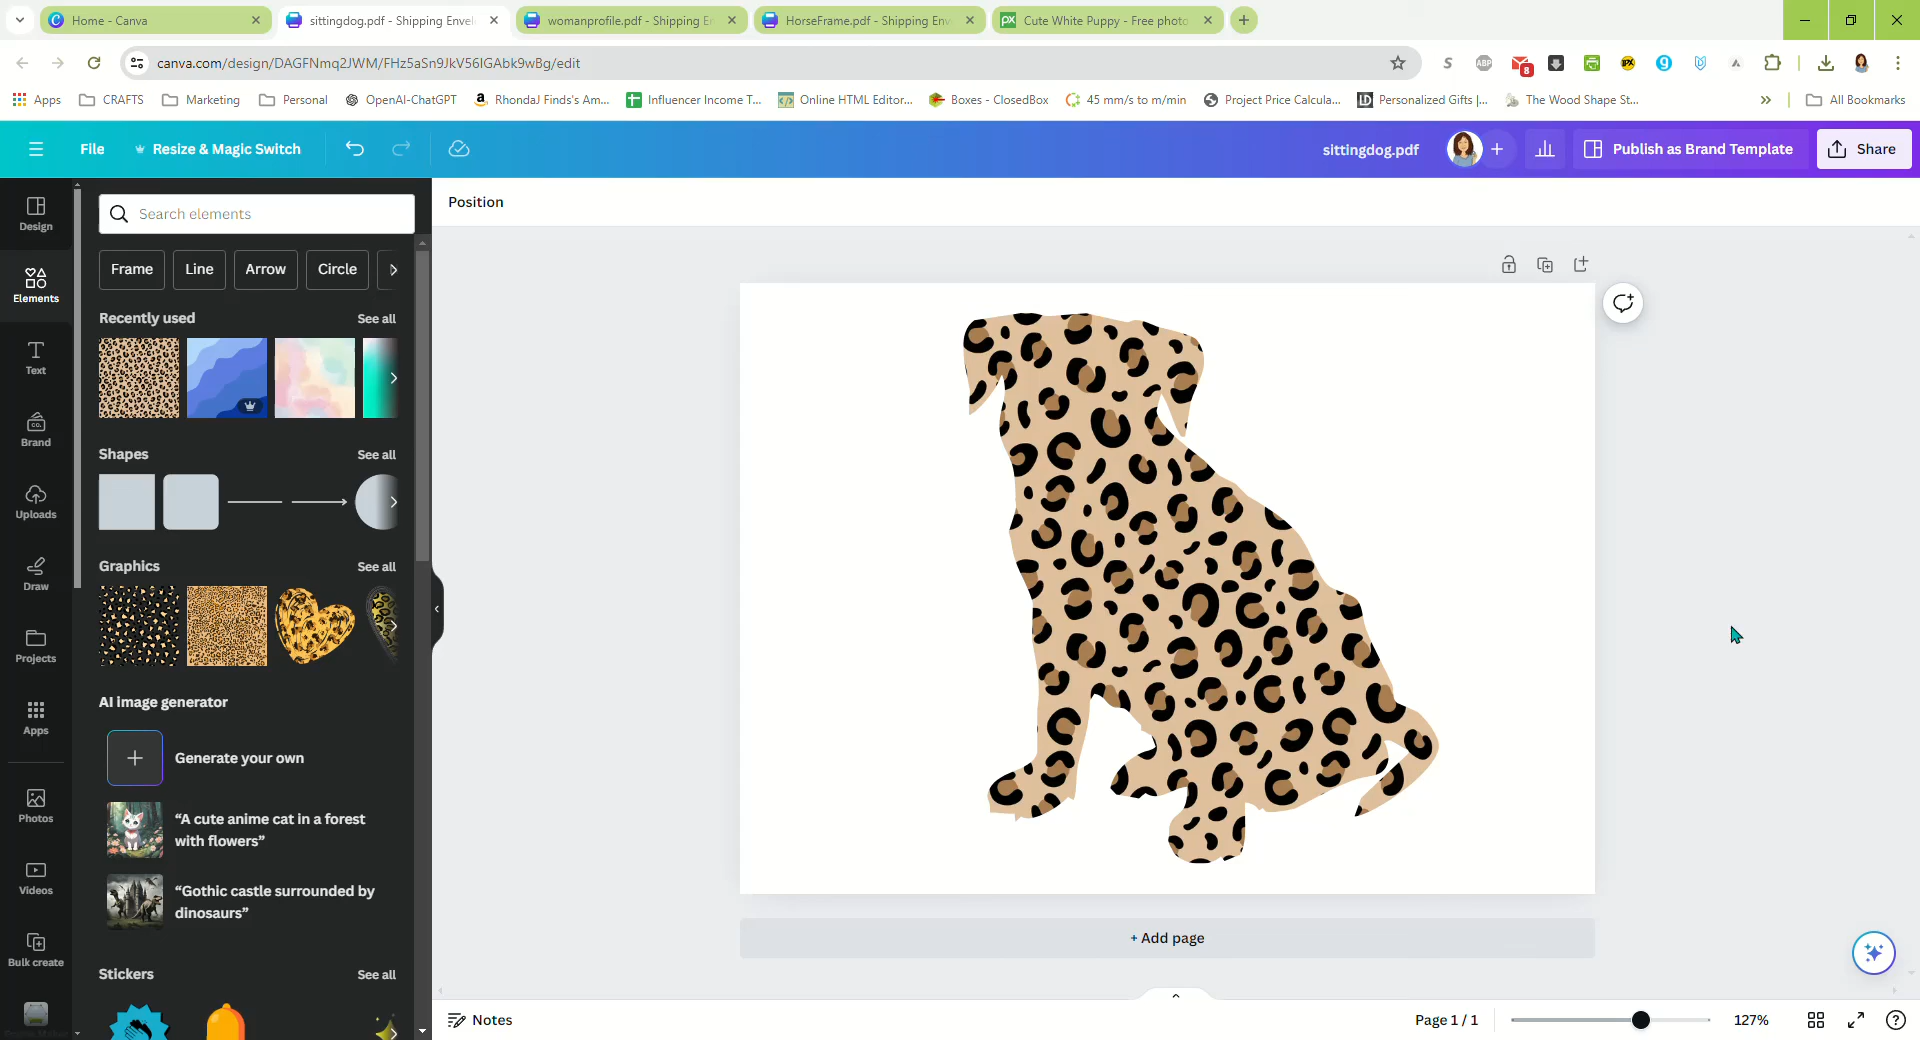 Home - Canva
sittingdog.pdf - Shipping Envel
womanprofile.pdf - Shipping E
HorseFrame.pdf - Shipping Env
Cute White Puppy - Free photo
canva.com/design/DAGFNmq2JWM/FHz5aSn9JkV56IGAbk9wBg/edit
S
ABP
8
Apps
CRAFTS
Marketing
Personal
OpenAI-ChatGPT
RhondaJ Finds's Am...
Influencer Income T...
Online HTML Editor...
Boxes - ClosedBox
45 mm/s to m/min
Project Price Calcula...
Personalized Gifts |...
The Wood Shape St...
All Bookmarks
File
Resize & Magic Switch
sittingdog.pdf
Publish as Brand Template
Share
Design
Elements
Text
Brand
Uploads
Draw
Projects
Apps
Photos
Videos
Bulk create
Search elements
Frame
Line
Arrow
Circle
Recently used
See all
Shapes
See all
Graphics
See all
AI image generator
Generate your own
“A cute anime cat in a forest
with flowers”
“Gothic castle surrounded by
dinosaurs”
Stickers
See all
Position
+ Add page
Notes
Page 1 / 1
127%